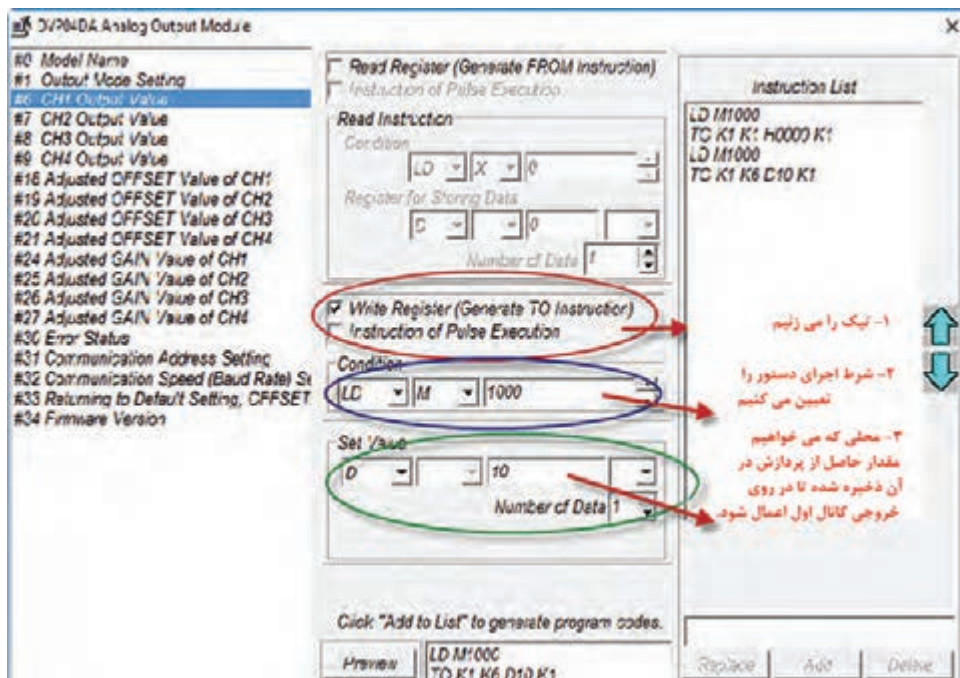 DVP04DA Analog Output Module
#0 Model Name
#1 Output Mode Setting
#6 CH1 Output Value
#7 CH2 Output Value
#8 CH3 Output Value
#9 CH4 Output Value
#18 Adjusted OFFSET Value of CH1
#19 Adjusted OFFSET Value of CH2
#20 Adjusted OFFSET Value of CH3
#21 Adjusted OFFSET Value of CH4
#24 Adjusted GAIN Value of CH1
#25 Adjusted GAIN Value of CH2
#26 Adjusted GAIN Value of CH3
#27 Adjusted GAIN Value of CH4
#30 Error Status
#31 Communication Address Setting
#32 Communication Speed (Baud Rate) Se
#33 Returning to Default Setting, OFFSET
#34 Firmware Version
Read Register (Generate FROM Instruction)
Instruction of Pulse Execution
Read Instruction
Condition
LD X 0
Register for Storing Data
D 0
Number of Data 1
Write Register (Generate TO Instruction)
Instruction of Pulse Execution
Condition
LD M 1000
Set Value
D 10
Number of Data 1
Click "Add to List" to generate program codes.
Preview
LD M1000
TO K1 K6 D10 K1
Instruction List
LD M1000
TO K1 K1 H0000 K1
LD M1000
TO K1 K6 D10 K1
۱- تیک را می زنیم
۲- شرط اجرای دستور را
تعیین می کنیم
۳- محلی که می خواهیم
مقدار حاصل از پردازش در
آن ذخیره شده تا در روی
خروجی کانال اول اعمال شود.
Replace Add Delete